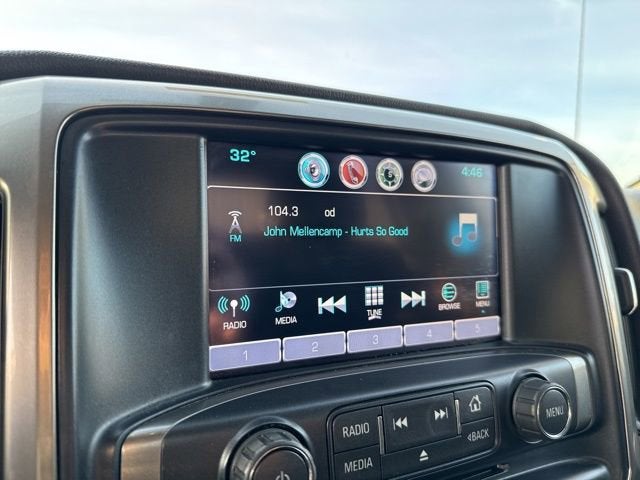 32°
4:46
104.3 od
FM
John Mellencamp - Hurts So Good
RADIO
MEDIA
TUNE
BROWSE
MENU
1 2 3 4 5
RADIO
MEDIA
BACK
MENU